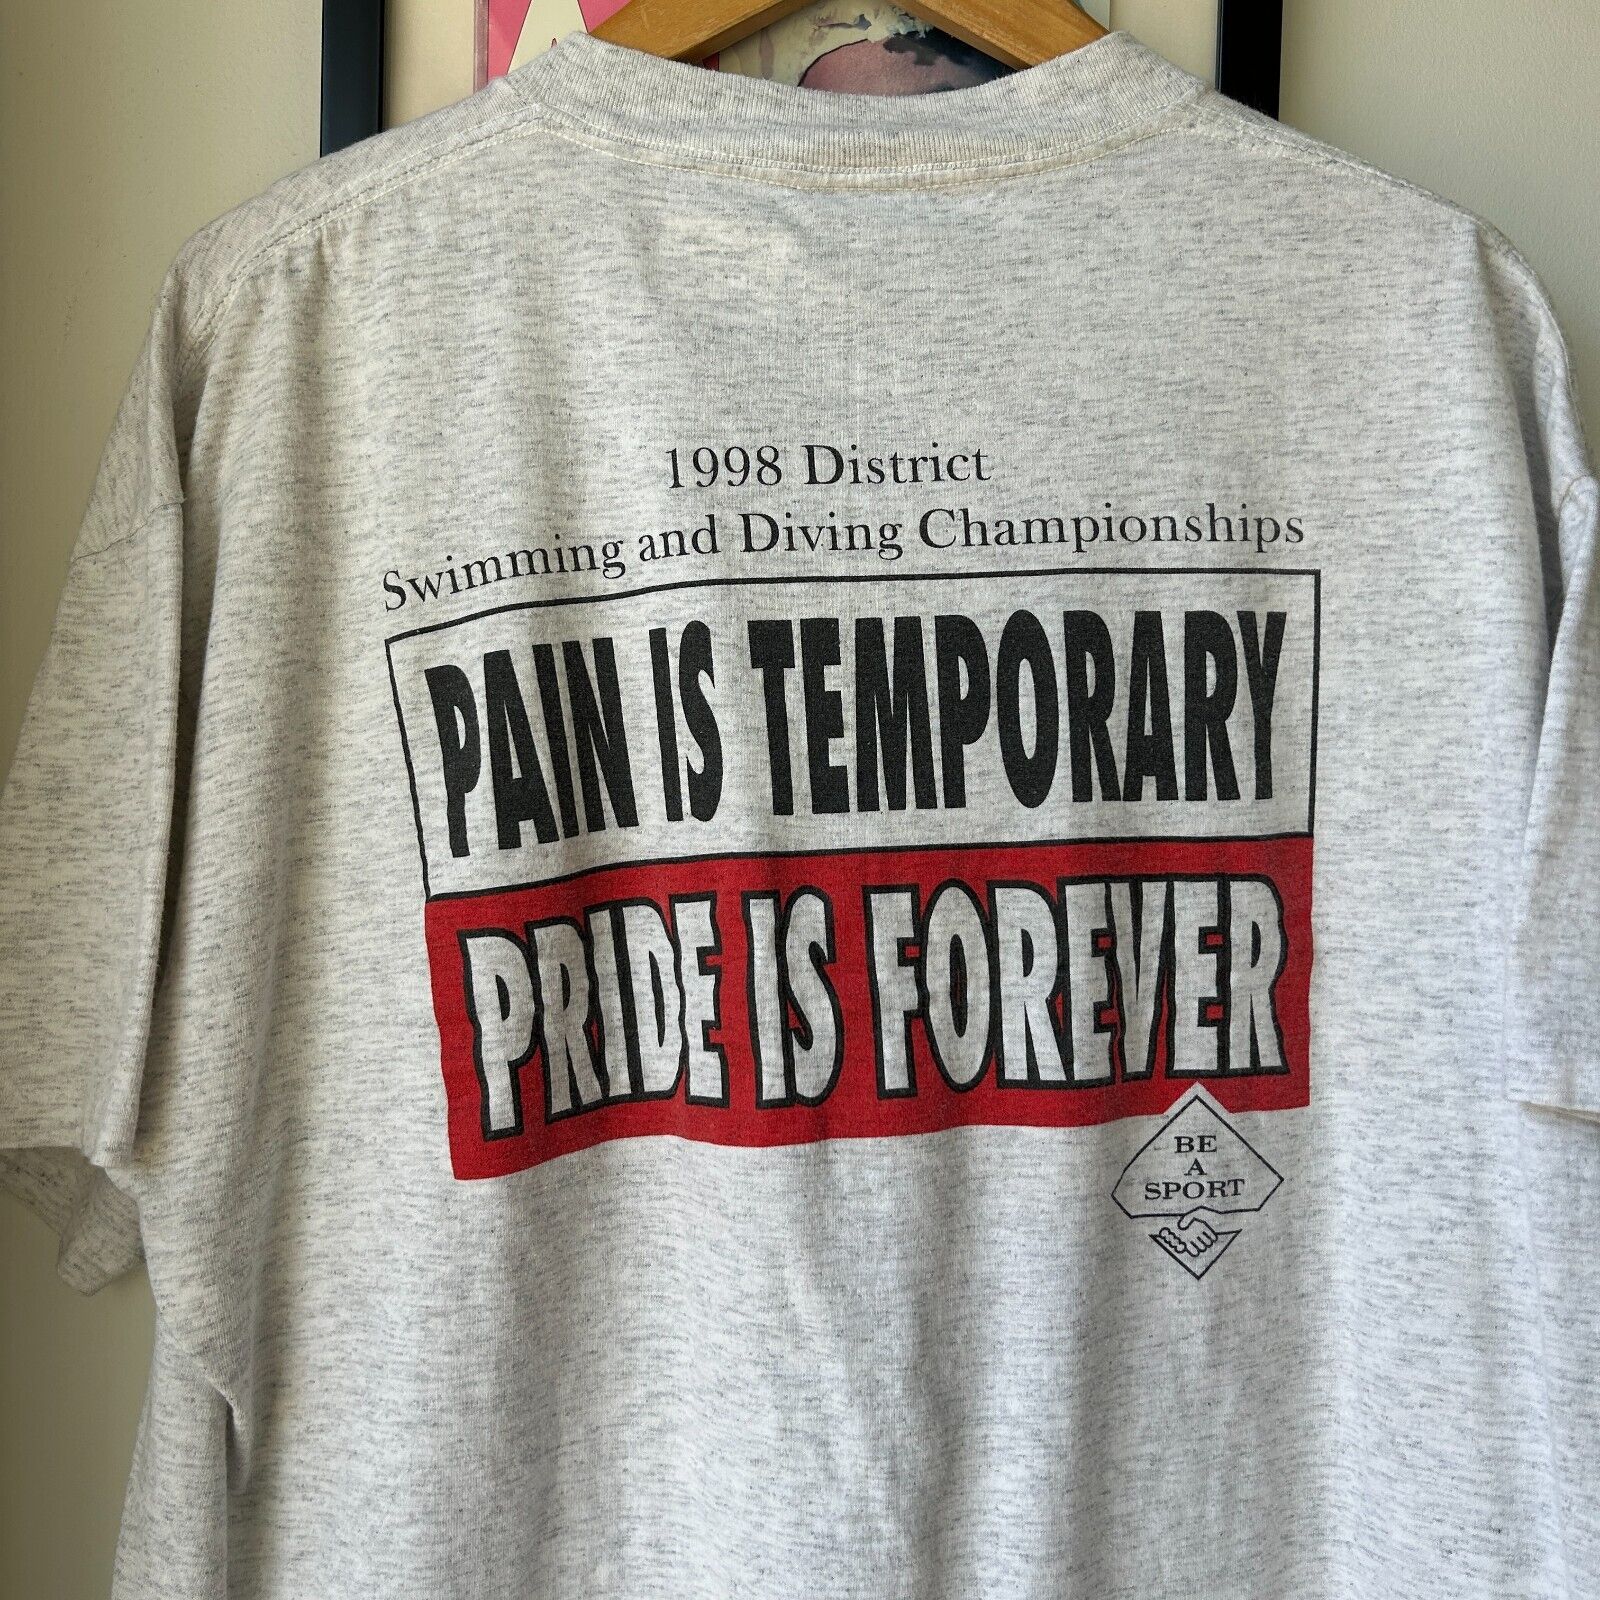 1998 District
Swimming and Diving Championships
PAIN IS TEMPORARY
PRIDE IS FOREVER
BE
A
SPORT